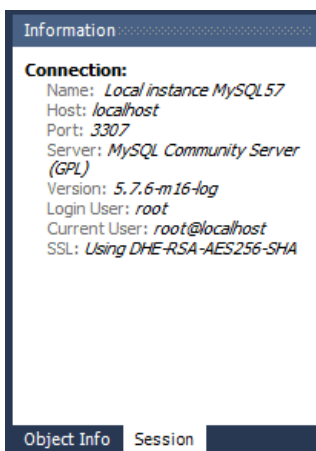 Information
Connection:
Name: Local instance MySQL57
Host: localhost
Port: 3307
Server: MySQL Community Server
(GPL)
Version: 5.7.6-m16-log
Login User: root
Current User: root@localhost
SSL: Using DHE-RSA-AES256-SHA
Object Info Session